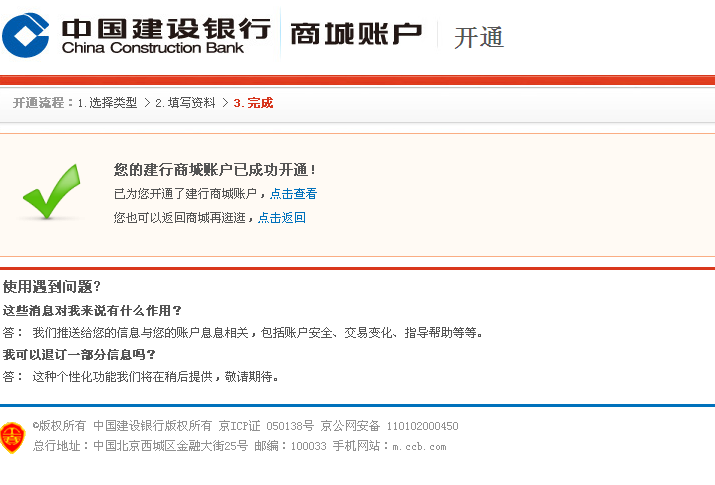 中国建设银行 商城账户 开通
China Construction Bank
开通流程：1.选择类型 > 2.填写资料 > 3.完成
您的建行商城账户已成功开通！
已为您开通了建行商城账户，点击查看
您也可以返回商城再逛逛，点击返回
使用遇到问题？
这些消息对我来说有什么作用？
答： 我们推送给您的信息与您的账户息息相关，包括账户安全、交易变化、指导帮助等等。
我可以退订一部分信息吗？
答： 这种个性化功能我们将在稍后提供，敬请期待。
©版权所有 中国建设银行版权所有 京ICP证 050138号 京公网安备 110102000450
总行地址：中国北京西城区金融大街25号 邮编：100033 手机网站：m.ccb.com